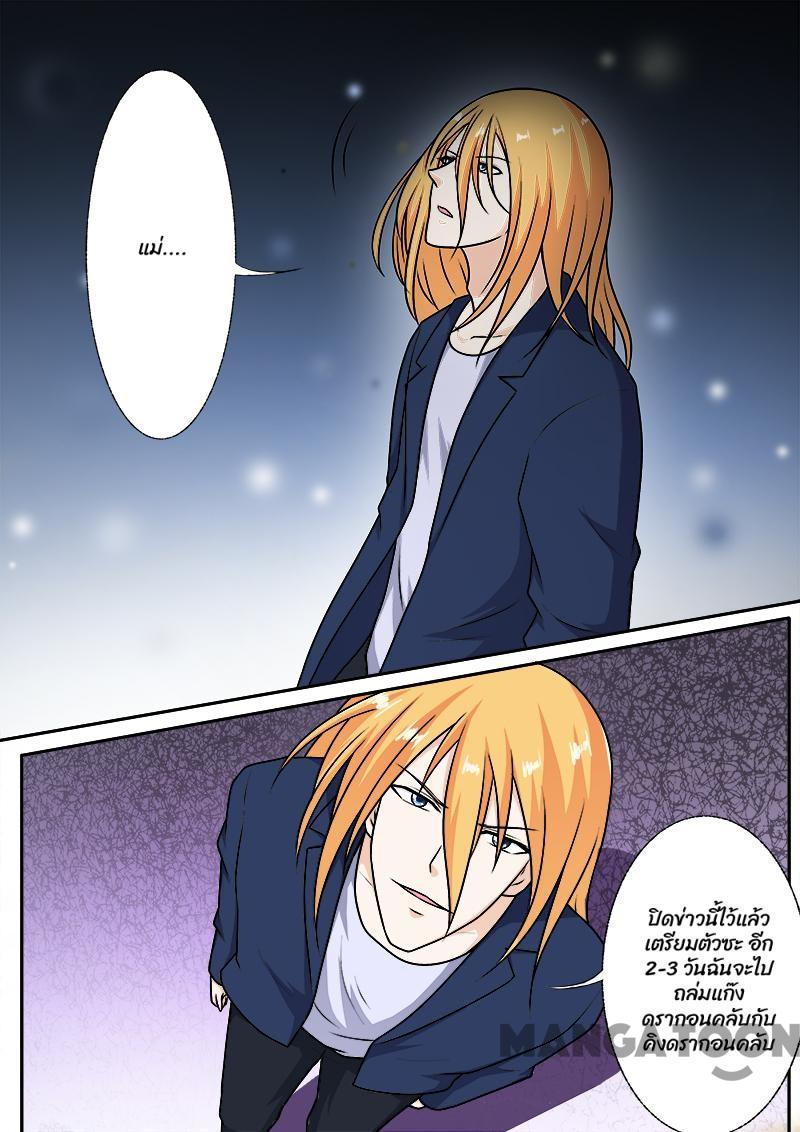 แม่....
ปิดข่าวนี้ไว้แล้ว
เตรียมตัวซะ อีก
2-3 วันฉันจะไป
ถล่มแก๊ง
ดรากอนคลับกับ
คิงดรากอนคลับ
MANGATOON